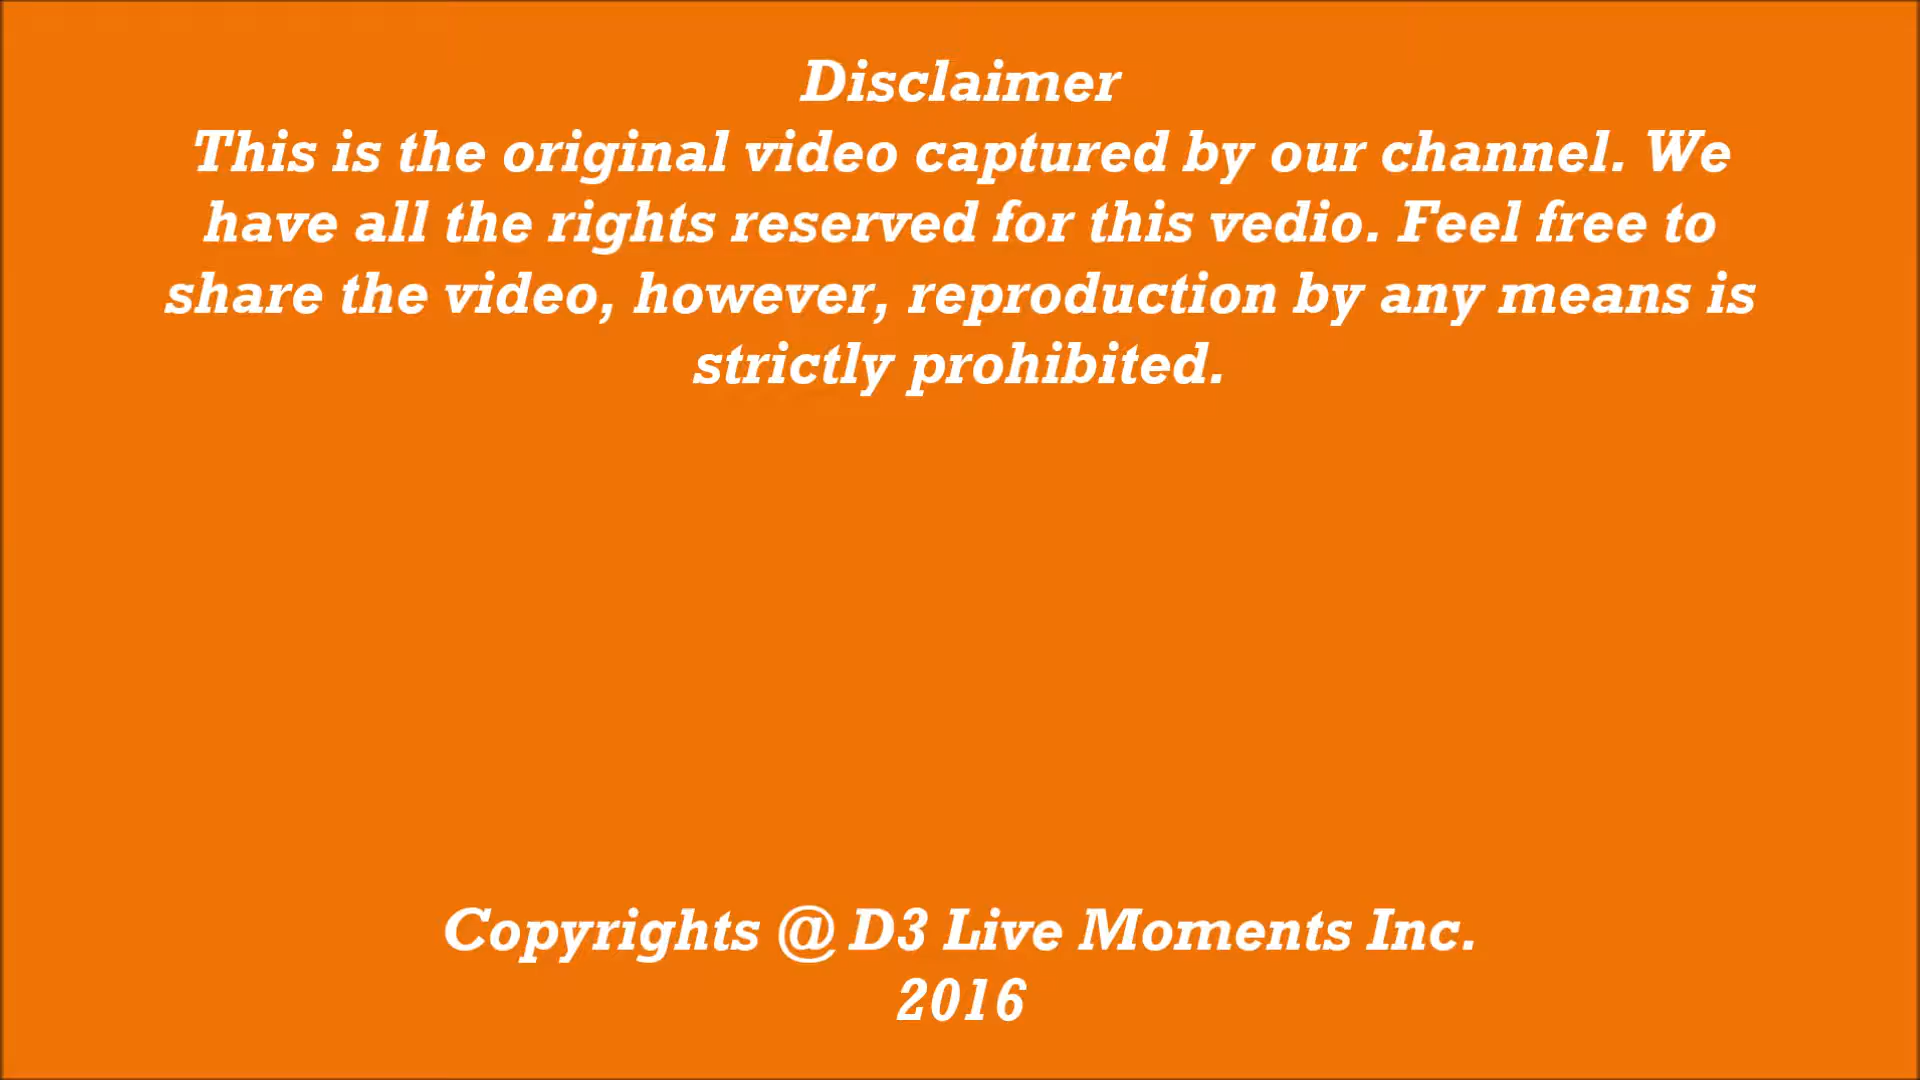 Disclaimer
This is the original video captured by our channel. We
have all the rights reserved for this vedio. Feel free to
share the video, however, reproduction by any means is
strictly prohibited.
Copyrights @ D3 Live Moments Inc.
2016